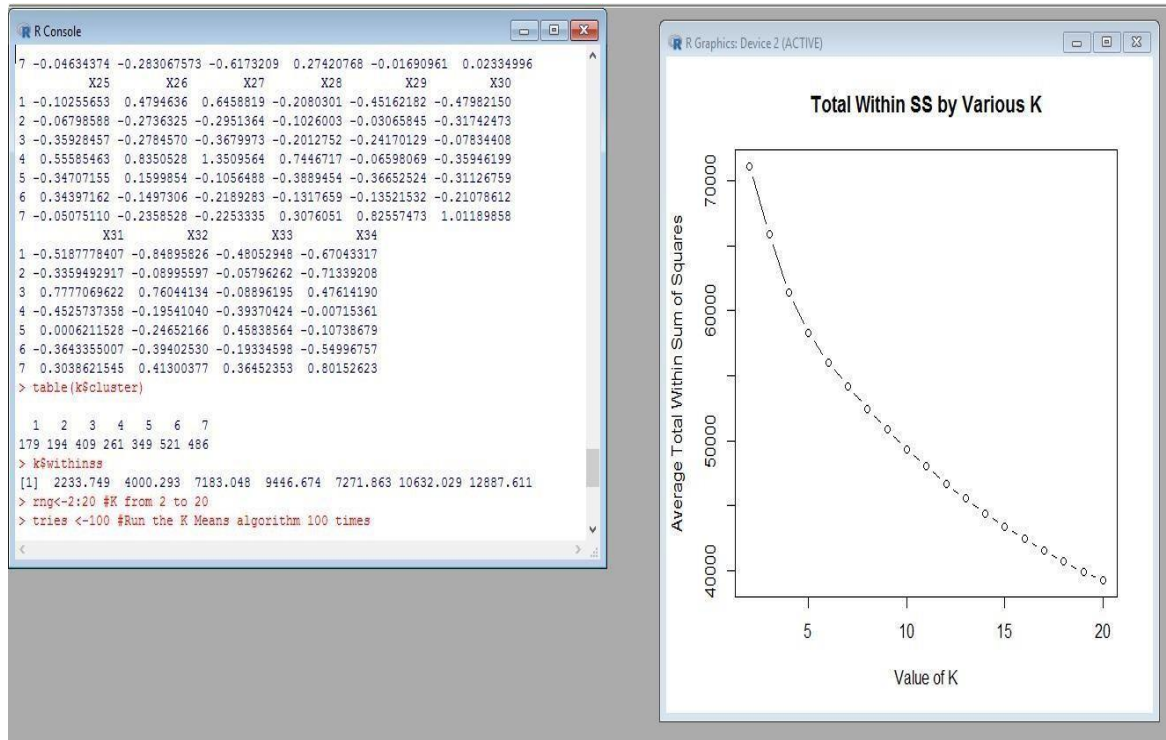 R Console
7 -0.04634374 -0.283067573 -0.6173209 0.27420768 -0.01690961 0.02334996
X25 X26 X27 X28 X29 X30
1 -0.10255653 0.4794636 0.6458819 -0.2080301 -0.45162182 -0.47982150
2 -0.06798588 -0.2736325 -0.2951364 -0.1026003 -0.03065845 -0.31742473
3 -0.35928457 -0.2784570 -0.3679973 -0.2012752 -0.24170129 -0.07834408
4 0.55585463 0.8350528 1.3509564 0.7446717 -0.06598069 -0.35946199
5 -0.34707155 0.1599854 -0.1056488 -0.3889454 -0.36652524 -0.31126759
6 0.34397162 -0.1497306 -0.2189283 -0.1317659 -0.13521532 -0.21078612
7 -0.05075110 -0.2358528 -0.2253335 0.3076051 0.82557473 1.01189858
X31 X32 X33 X34
1 -0.5187778407 -0.84895826 -0.48052948 -0.67043317
2 -0.3359492917 -0.08995597 -0.05796262 -0.71339208
3 0.7777069622 0.76044134 -0.08896195 0.47614190
4 -0.4525737358 -0.19541040 -0.39370424 -0.00715361
5 0.0006211528 -0.24652166 0.45838564 -0.10738679
6 -0.3643355007 -0.39402530 -0.19334598 -0.54996757
7 0.3038621545 0.41300377 0.36452353 0.80152623
> table(k$cluster)
1 2 3 4 5 6 7
179 194 409 261 349 521 486
> k$withinss
[1] 2233.749 4000.293 7183.048 9446.674 7271.863 10632.029 12887.611
> rng<-2:20 #K from 2 to 20
> tries <-100 #Run the K Means algorithm 100 times
R Graphics: Device 2 (ACTIVE)
Total Within SS by Various K
Average Total Within Sum of Squares
70000
60000
50000
40000
5 10 15 20
Value of K